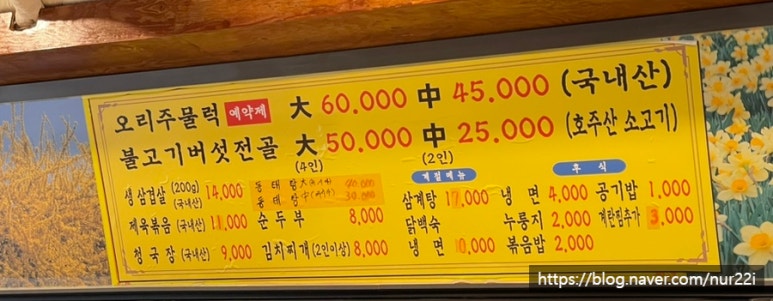 오리주물럭 예약제 大 60.000 中 45.000 (국내산)
불고기버섯전골 大 50.000 中 25.000 (호주산 소고기)
(4인) (2인)
계절메뉴 후 식
생삼겹살 (200g) (국내산) 14,000
제육볶음 (국내산) 11,000 순두부 8,000
청국장 (국내산) 9,000 김치찌개 (2인이상) 8,000
삼계탕 17,000 냉 면 4,000 공기밥 1,000
닭백숙 누룽지 2,000 계란찜추가 3,000
냉 면 10,000 볶음밥 2,000
https://blog.naver.com/nur22i